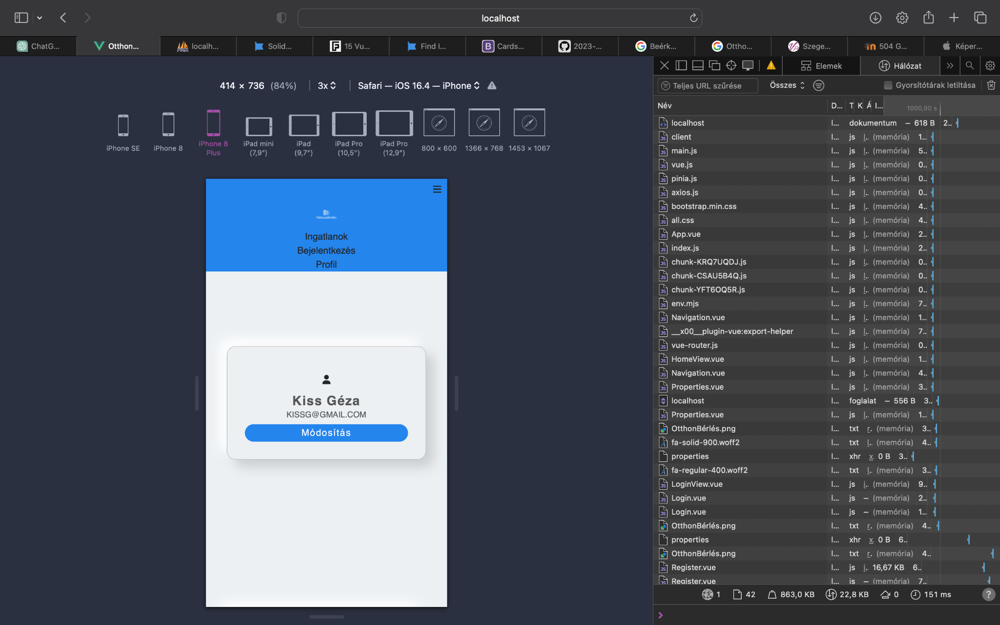 localhost
ChatG...
Otthon...
localh...
Solid...
15 Vu...
Find I...
Cards...
2023-...
Beérk...
Ottho...
Szege...
504 G...
Képer...
414 × 736 (84%) 3x Safari — iOS 16.4 — iPhone
iPhone SE
iPhone 8
iPhone 8 Plus
iPad mini (7,9″)
iPad (9,7″)
iPad Pro (10,5″)
iPad Pro (12,9″)
800 × 600
1366 × 768
1453 × 1067
OtthonBérlés
Ingatlanok
Bejelentkezés
Profil
Kiss Géza
KISSG@GMAIL.COM
Módosítás
Elemek
Hálózat
Teljes URL szűrése
Összes
Gyorsítótárak letiltása
Név D... T K Á I... 1000,00 s
localhost l... dokumentum — 618 B 2..
client l... js l.. (memória) 1...
main.js l... js l.. (memória) 5..
vue.js l... js l.. (memória) 0..
pinia.js l... js l.. (memória) 0..
axios.js l... js l.. (memória) 0..
bootstrap.min.css l... js l.. (memória) 4..
all.css l... js l.. (memória) 4..
App.vue l... js l.. (memória) 2..
index.js l... js l.. (memória) 2..
chunk-KRQ7UQDJ.js l... js l.. (memória) 0..
chunk-CSAU5B4Q.js l... js l.. (memória) 0..
chunk-YFT6OQ5R.js l... js l.. (memória) 0..
env.mjs l... js l.. (memória) 7..
Navigation.vue l... js l.. (memória) 1...
__x00__plugin-vue:export-helper l... js l.. (memória) 7..
vue-router.js l... js l.. (memória) 0..
HomeView.vue l... js l.. (memória) 1...
Navigation.vue l... js l.. (memória) 4..
Properties.vue l... js l.. (memória) 3..
localhost l... foglalat — 556 B 3..
Properties.vue l... js l.. (memória) 1...
OtthonBérlés.png l... txt r. (memória) 3..
fa-solid-900.woff2 l... txt l.. (memória) 4..
properties l... xhr x. 0 B 3..
fa-regular-400.woff2 l... txt l.. (memória) 3..
LoginView.vue l... js i.. (memória) 9..
Login.vue l... js — (memória) 2..
Login.vue l... js — (memória) 1...
OtthonBérlés.png l... txt r. (memória) 4..
properties l... xhr x. 0 B 6..
OtthonBérlés.png l... txt r. (memória) 4..
Register.vue l... js i.. 16,67 KB 6..
Register.vue l... js — (memória) 7..
1 42 863,0 KB 22,8 KB 0 151 ms ?